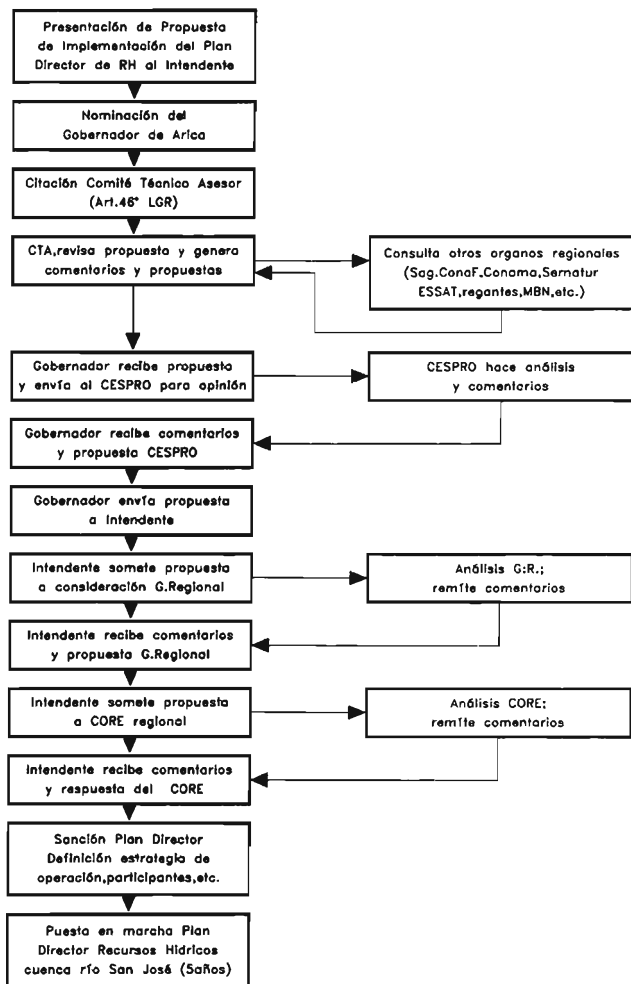 Presentación de Propuesta
de Implementación del Plan
Director de RH al Intendente
Nominación del
Gobernador de Arica
Citación Comité Técnico Asesor
(Art.46° LGR)
CTA,revisa propuesta y genera
comentarios y propuestas
Consulta otros organos regionales
(Sag.ConaF.Conama,Sernatur
ESSAT,regantes,MBN,etc.)
Gobernador recibe propuesta
y envía al CESPRO para opinión
CESPRO hace análisis
y comentarios
Gobernador recibe comentarios
y propuesta CESPRO
Gobernador envía propuesta
a Intendente
Intendente somete propuesta
a consideración G.Regional
Análisis G:R.;
remite comentarios
Intendente recibe comentarios
y propuesta G.Regional
Intendente somete propuesta
a CORE regional
Análisis CORE;
remite comentarios
Intendente recibe comentarios
y respuesta del CORE
Sanción Plan Director
Definición estrategia de
operación,participantes,etc.
Puesta en marcha Plan
Director Recursos Hídricos
cuenca río San José (5años)